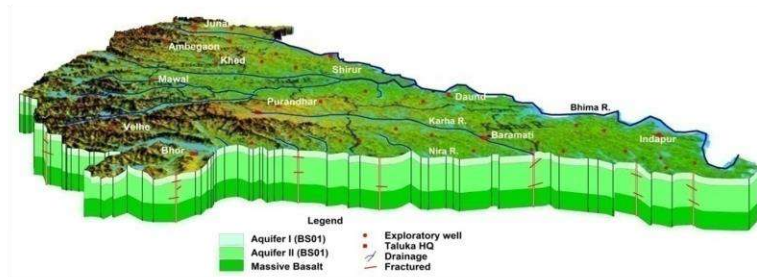 Juna
Ambegaon
Khed
Shirur
Mawal
Daund
Purandhar
Bhima R.
Karha R.
Velhe
Baramati
Indapur
Bhor
Nira R.
Legend
Aquifer I (BS01)
Aquifer II (BS01)
Massive Basalt
Exploratory well
Taluka HQ
Drainage
Fractured